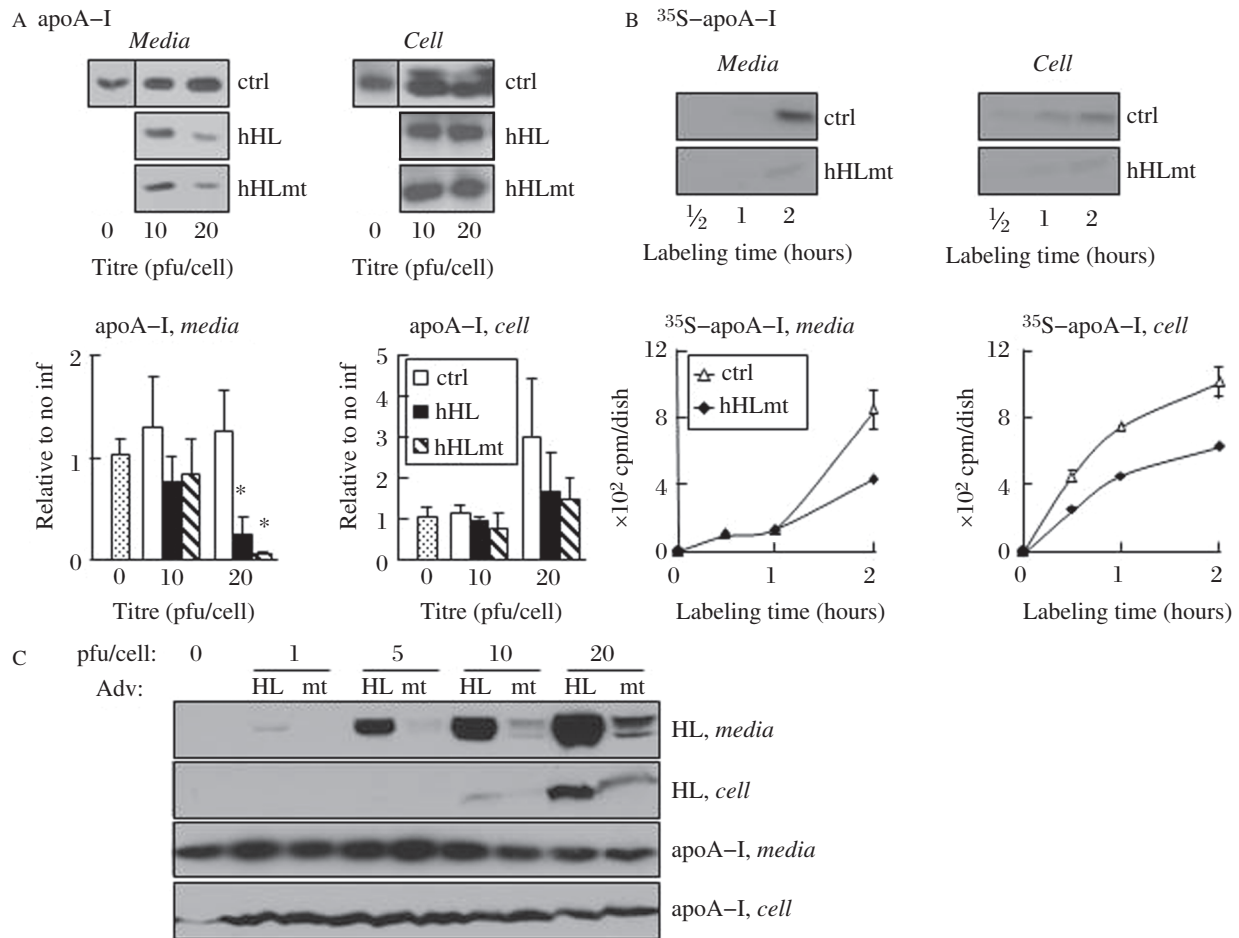 A apoA–I
Media
ctrl
hHL
hHLmt
0 10 20
Titre (pfu/cell)
Cell
ctrl
hHL
hHLmt
0 10 20
Titre (pfu/cell)
B ³⁵S–apoA–I
Media
ctrl
hHLmt
½ 1 2
Labeling time (hours)
Cell
ctrl
hHLmt
½ 1 2
Labeling time (hours)
apoA–I, media
Relative to no inf
2
1
0
* *
0 10 20
Titre (pfu/cell)
apoA–I, cell
Relative to no inf
5
4
3
2
1
0
ctrl
hHL
hHLmt
0 10 20
Titre (pfu/cell)
³⁵S–apoA–I, media
×10² cpm/dish
12
8
4
0
ctrl
hHLmt
0 1 2
Labeling time (hours)
³⁵S–apoA–I, cell
×10² cpm/dish
12
8
4
0
0 1 2
Labeling time (hours)
C pfu/cell: 0 1 5 10 20
Adv: HL mt HL mt HL mt HL mt
HL, media
HL, cell
apoA–I, media
apoA–I, cell